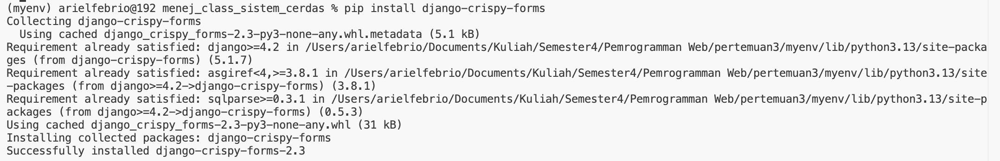 (myenv) arielfebrio@192 menej_class_sistem_cerdas % pip install django-crispy-forms
Collecting django-crispy-forms
  Using cached django_crispy_forms-2.3-py3-none-any.whl.metadata (5.1 kB)
Requirement already satisfied: django>=4.2 in /Users/arielfebrio/Documents/Kuliah/Semester4/Pemrogramman Web/pertemuan3/myenv/lib/python3.13/site-packa
ges (from django-crispy-forms) (5.1.7)
Requirement already satisfied: asgiref<4,>=3.8.1 in /Users/arielfebrio/Documents/Kuliah/Semester4/Pemrogramman Web/pertemuan3/myenv/lib/python3.13/site
-packages (from django>=4.2->django-crispy-forms) (3.8.1)
Requirement already satisfied: sqlparse>=0.3.1 in /Users/arielfebrio/Documents/Kuliah/Semester4/Pemrogramman Web/pertemuan3/myenv/lib/python3.13/site-p
ackages (from django>=4.2->django-crispy-forms) (0.5.3)
Using cached django_crispy_forms-2.3-py3-none-any.whl (31 kB)
Installing collected packages: django-crispy-forms
Successfully installed django-crispy-forms-2.3